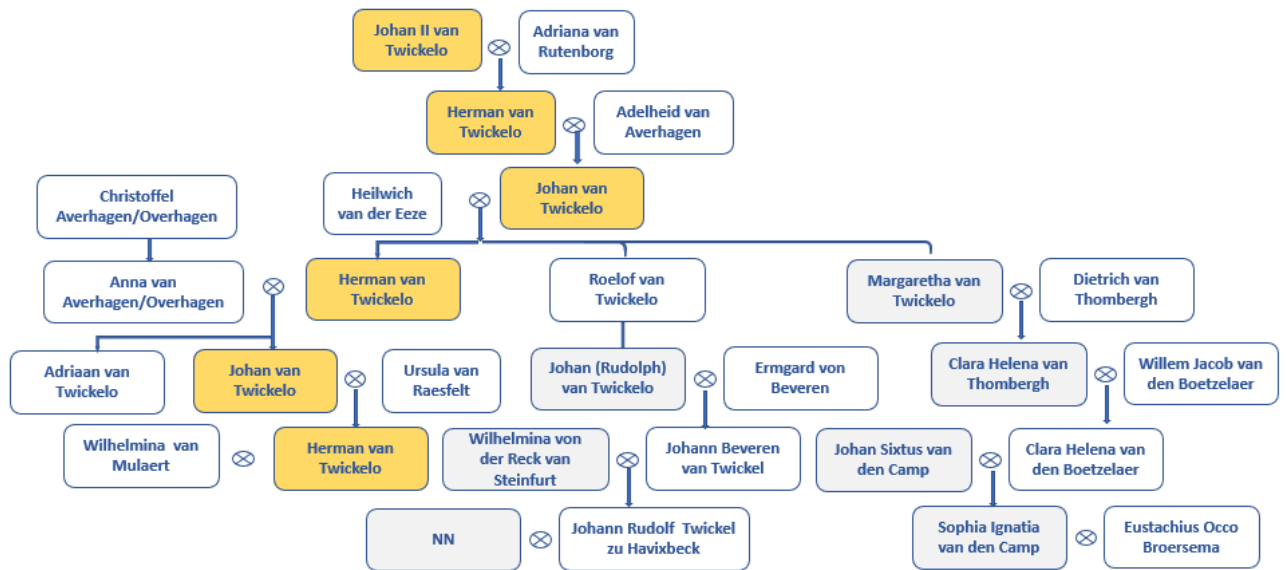 Johan II van
Twickelo
Adriana van
Rutenborg
Herman van
Twickelo
Adelheid van
Averhagen
Christoffel
Averhagen/Overhagen
Heilwich
van der Eeze
Johan van
Twickelo
Anna van
Averhagen/Overhagen
Herman van
Twickelo
Roelof van
Twickelo
Margaretha van
Twickelo
Dietrich van
Thombergh
Adriaan van
Twickelo
Johan van
Twickelo
Ursula van
Raesfelt
Johan (Rudolph)
van Twickelo
Ermgard von
Beveren
Clara Helena van
Thombergh
Willem Jacob van
den Boetzelaer
Wilhelmina van
Mulaert
Herman van
Twickelo
Wilhelmina von
der Reck van
Steinfurt
Johann Beveren
van Twickel
Johan Sixtus van
den Camp
Clara Helena van
den Boetzelaer
NN
Johann Rudolf Twickel
zu Havixbeck
Sophia Ignatia
van den Camp
Eustachius Occo
Broersema